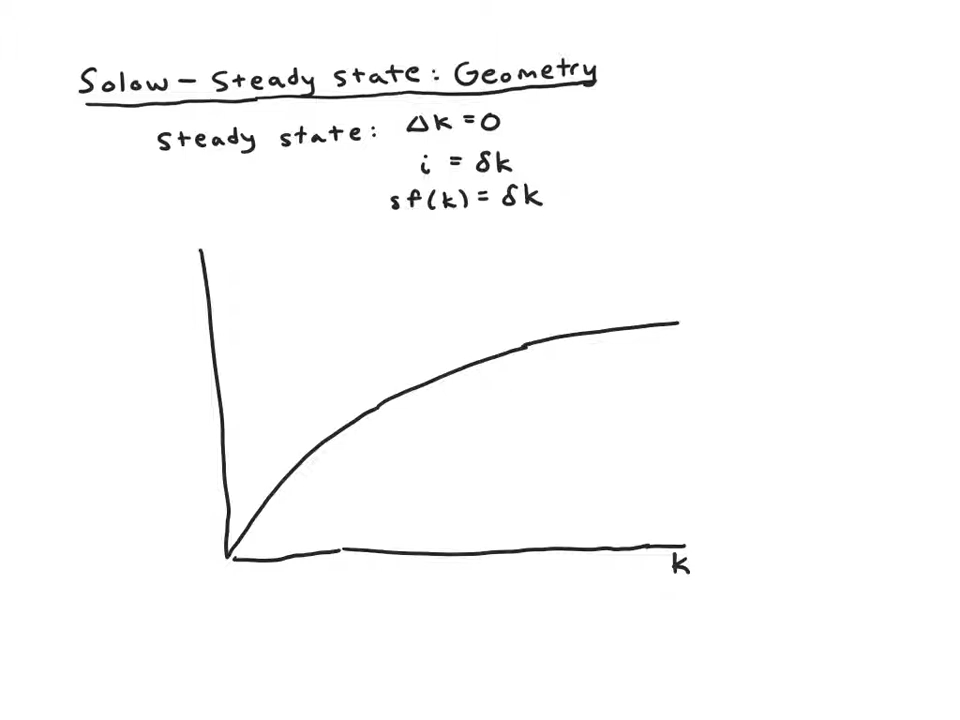 Solow - Steady state: Geometry
Steady state: Δk = 0
i = δk
sf(k) = δk
k